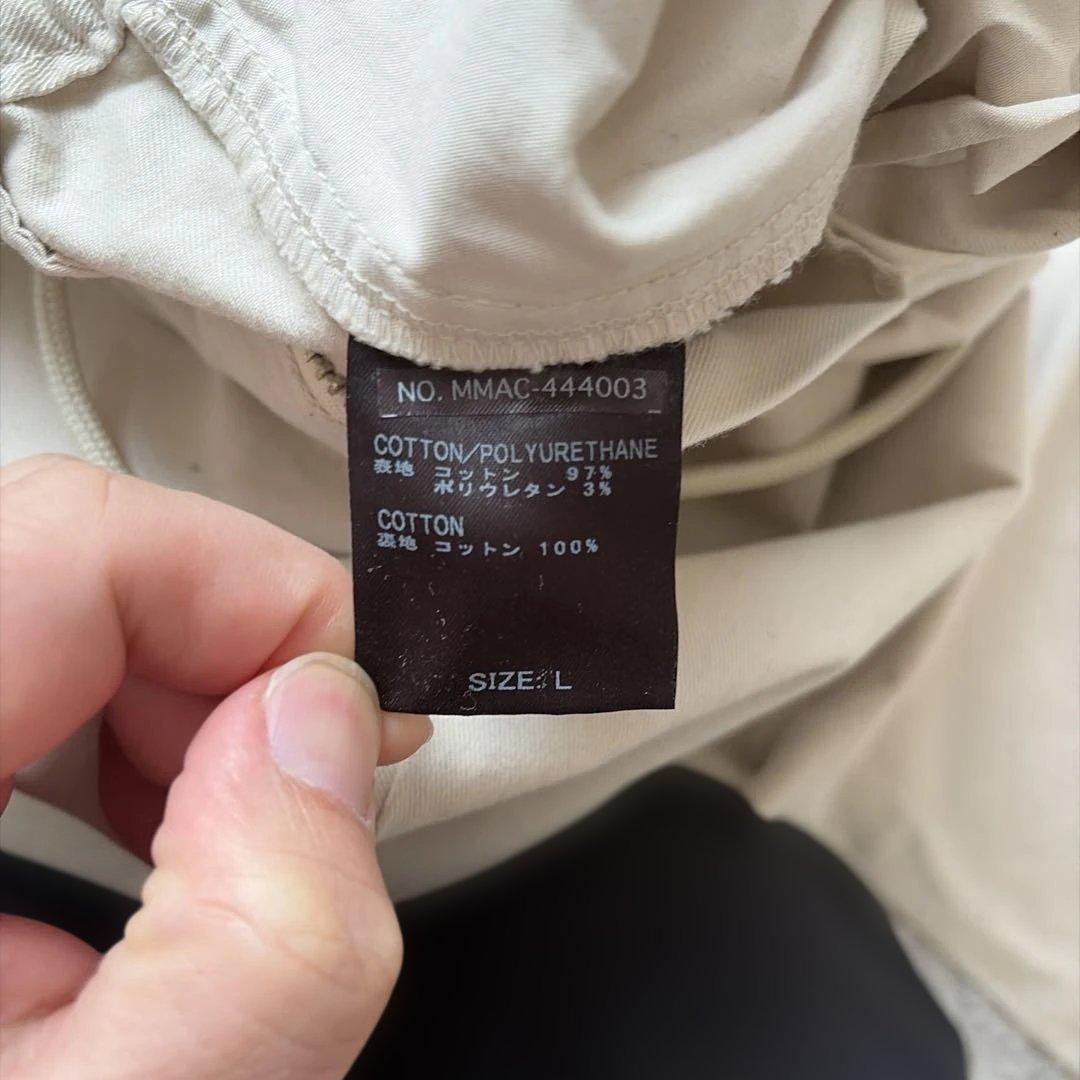 NO. MMAC-444003
COTTON/POLYURETHANE
表地 コットン 97%
ポリウレタン 3%
COTTON
裏地 コットン 100%
SIZE:L